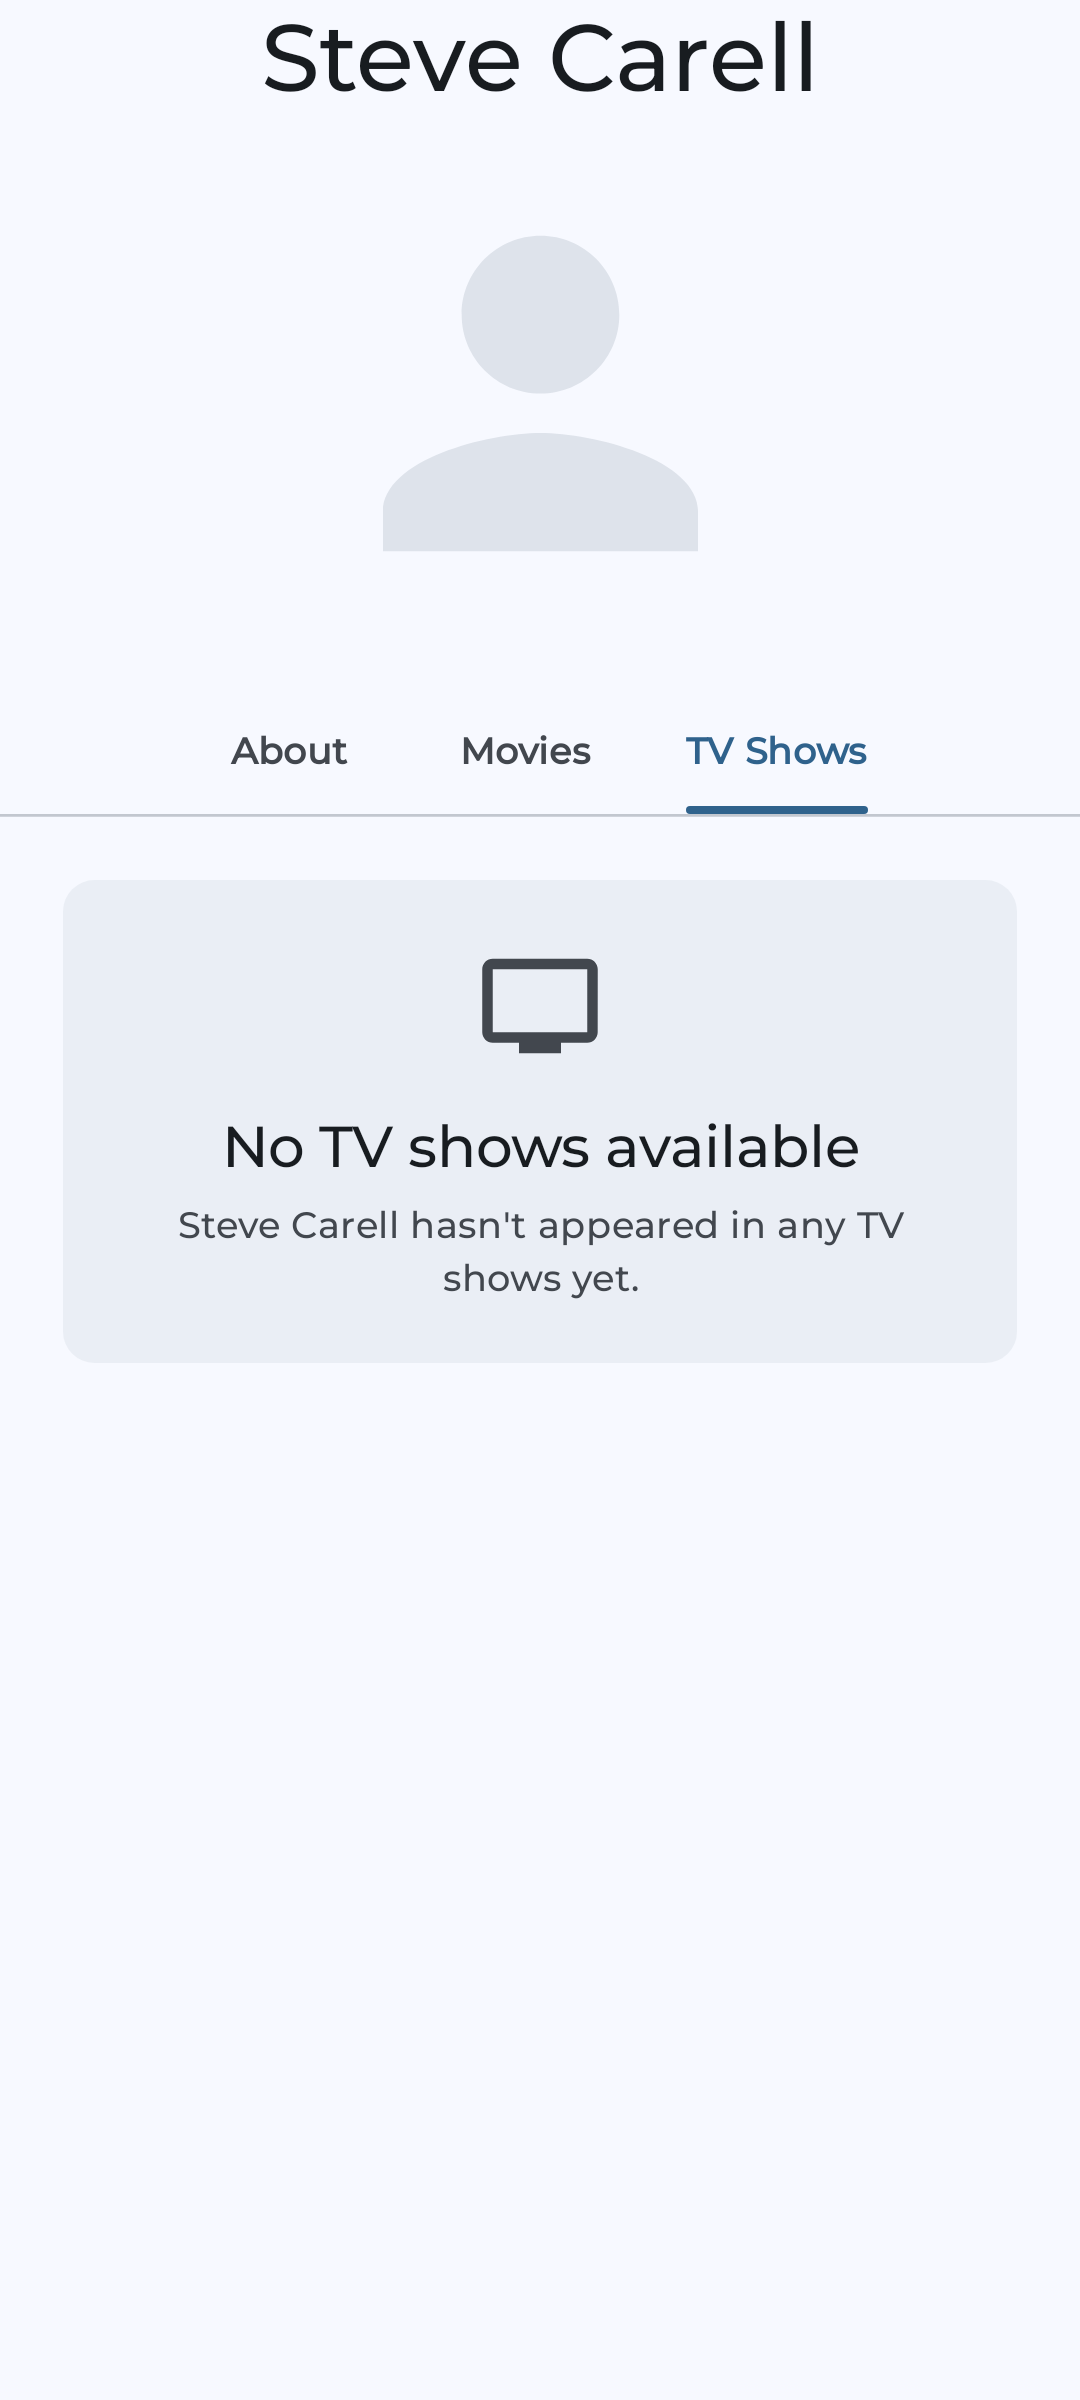 Steve Carell
About
Movies
TV Shows
No TV shows available
Steve Carell hasn't appeared in any TV
shows yet.